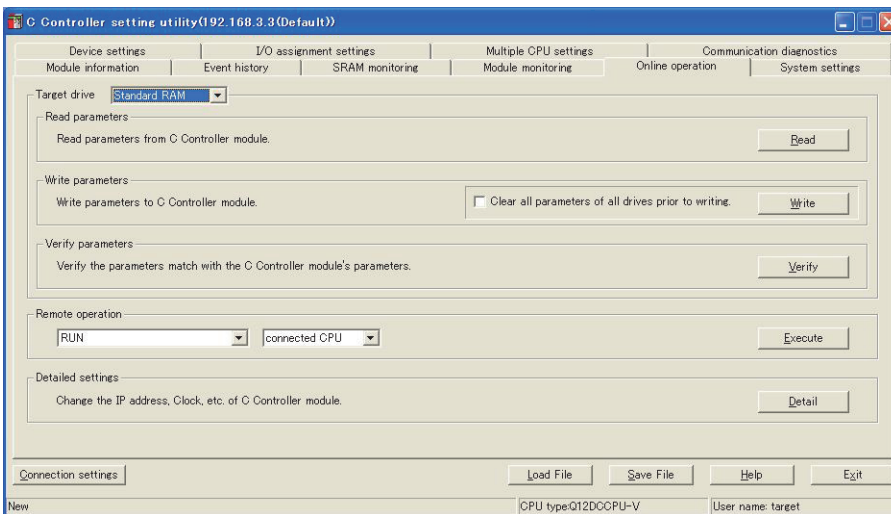 C Controller setting utility(192.168.3.3(Default))
Device settings I/O assignment settings Multiple CPU settings Communication diagnostics
Module information Event history SRAM monitoring Module monitoring Online operation System settings
Target drive Standard RAM
Read parameters
Read parameters from C Controller module. Read
Write parameters
Write parameters to C Controller module. Clear all parameters of all drives prior to writing. Write
Verify parameters
Verify the parameters match with the C Controller module's parameters. Verify
Remote operation
RUN connected CPU Execute
Detailed settings
Change the IP address, Clock, etc. of C Controller module. Detail
Connection settings Load File Save File Help Exit
New CPU type:Q12DCCPU-V User name: target